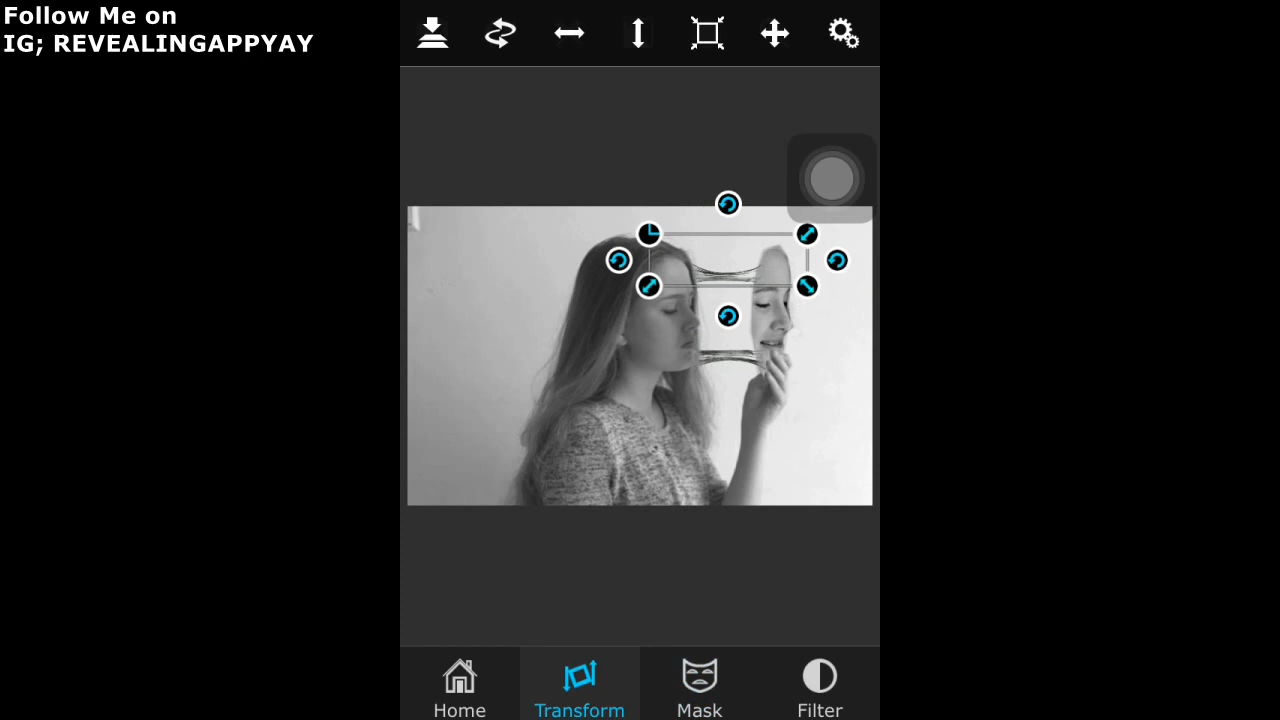 Follow Me on
IG; REVEALINGAPPYAY
Home
Transform
Mask
Filter